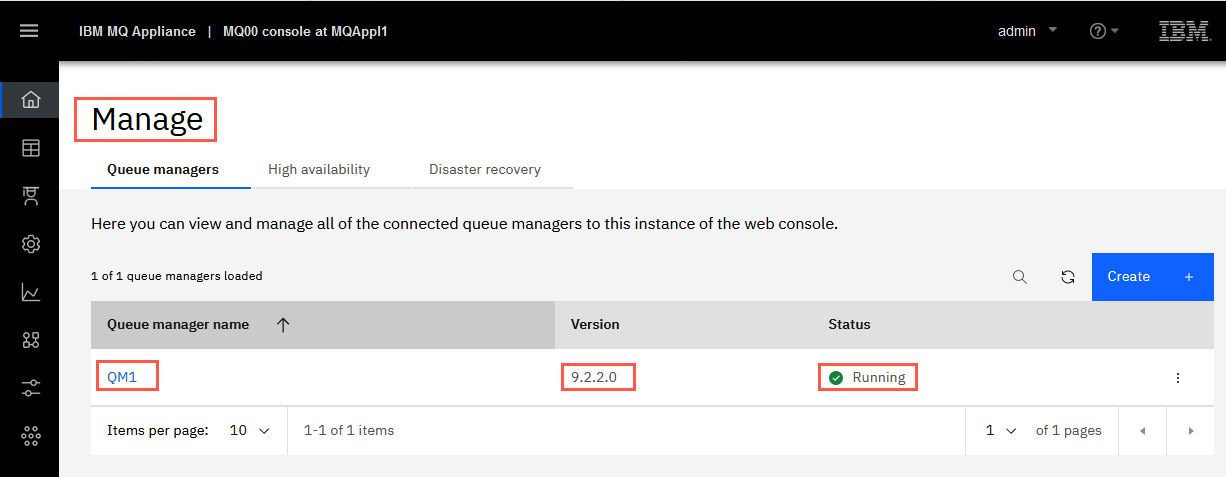 IBM MQ Appliance | MQ00 console at MQAppl1
admin
IBM
Manage
Queue managers High availability Disaster recovery
Here you can view and manage all of the connected queue managers to this instance of the web console.
1 of 1 queue managers loaded
Create +
Queue manager name Version Status
QM1 9.2.2.0 Running
Items per page: 10 1-1 of 1 items 1 of 1 pages